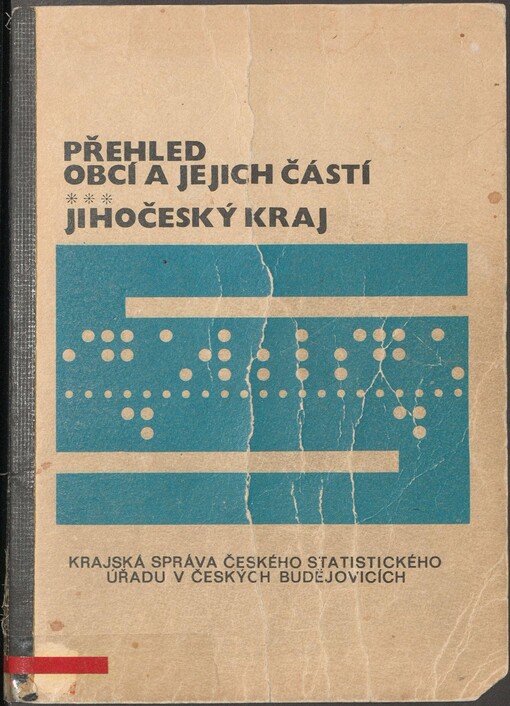 PŘEHLED
OBCÍ A JEJICH ČÁSTÍ
***
JIHOČESKÝ KRAJ
KRAJSKÁ SPRÁVA ČESKÉHO STATISTICKÉHO
ÚŘADU V ČESKÝCH BUDĚJOVICÍCH